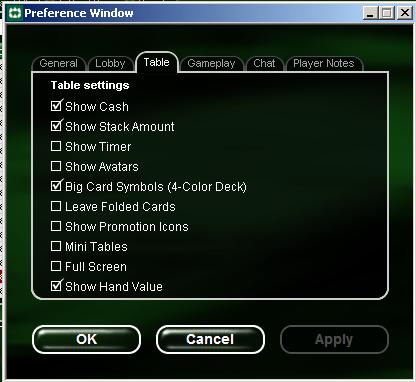 Preference Window
General Lobby Table Gameplay Chat Player Notes
Table settings
Show Cash
Show Stack Amount
Show Timer
Show Avatars
Big Card Symbols (4-Color Deck)
Leave Folded Cards
Show Promotion Icons
Mini Tables
Full Screen
Show Hand Value
OK Cancel Apply